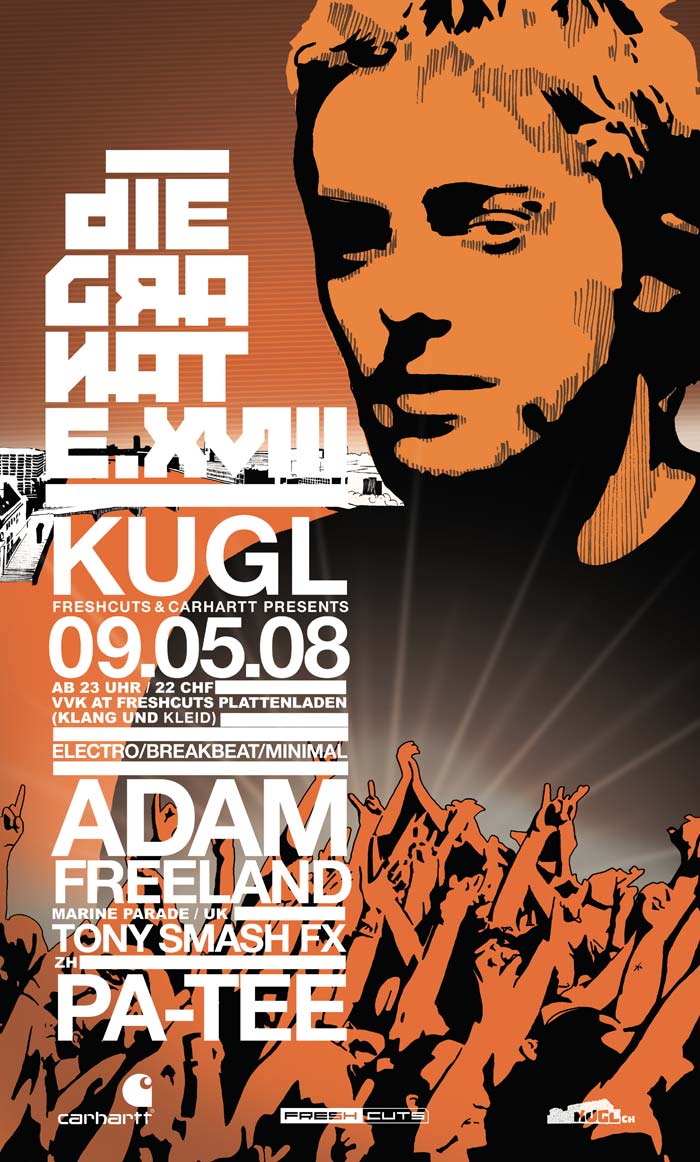 dIE
GRA
NAT
E.XVIII
KUGL
FRESHCUTS & CARHARTT PRESENTS
09.05.08
AB 23 UHR / 22 CHF
VVK AT FRESHCUTS PLATTENLADEN
(KLANG UND KLEID)
ELECTRO/BREAKBEAT/MINIMAL
ADAM
FREELAND
MARINE PARADE / UK
TONY SMASH FX
ZH
PA-TEE
carhartt
FRESH CUTS
KUGL CH